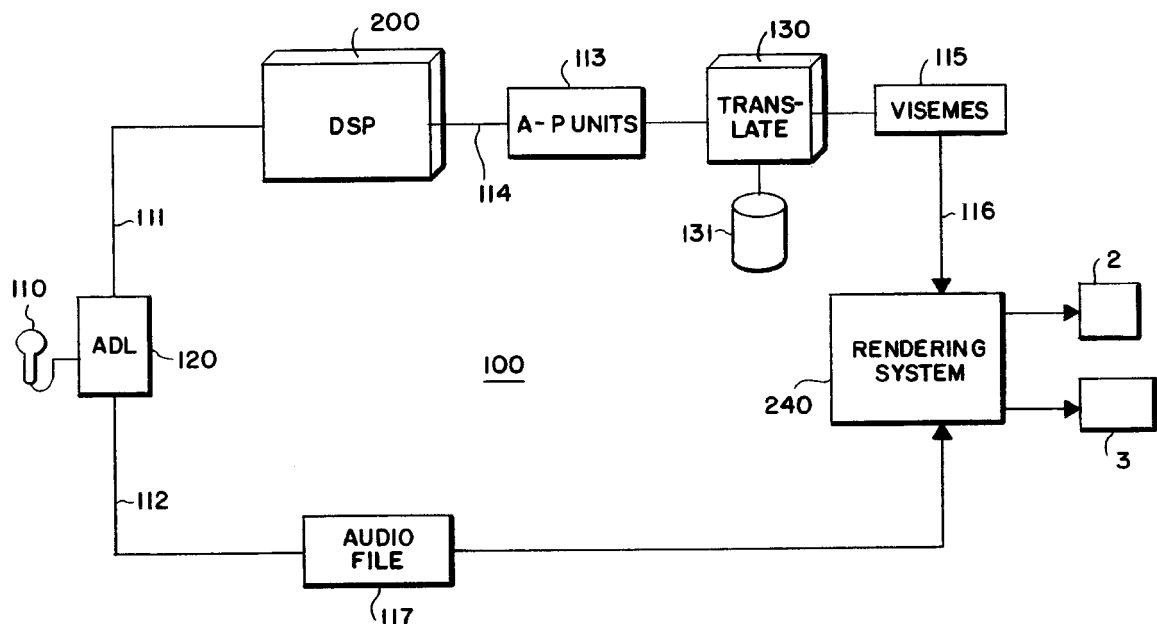 200
DSP
113
A-P UNITS
114
130
TRANS-
LATE
131
115
VISEMES
116
111
110
ADL
120
100
2
RENDERING
SYSTEM
240
3
112
AUDIO
FILE
117